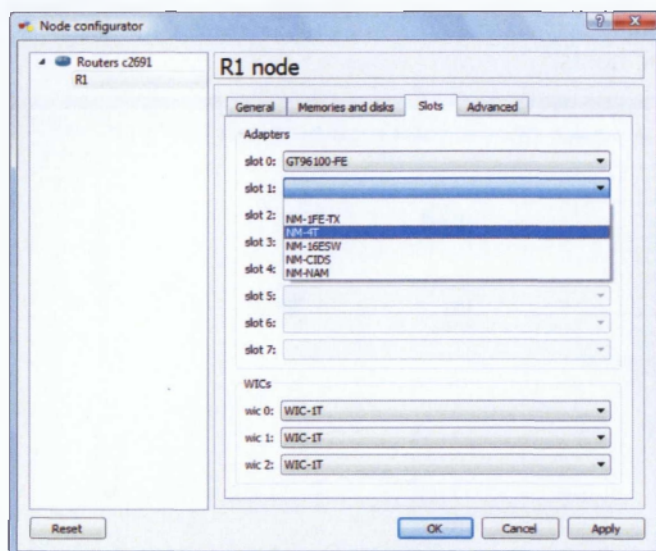 Node configurator
Routers c2691
R1
R1 node
General Memories and disks Slots Advanced
Adapters
slot 0: GT96100-FE
slot 1:
slot 2:
NM-1FE-TX
NM-4T
slot 3:
NM-16ESW
NM-CIDS
slot 4:
NM-NAM
slot 5:
slot 6:
slot 7:
WICs
wic 0: WIC-1T
wic 1: WIC-1T
wic 2: WIC-1T
Reset OK Cancel Apply